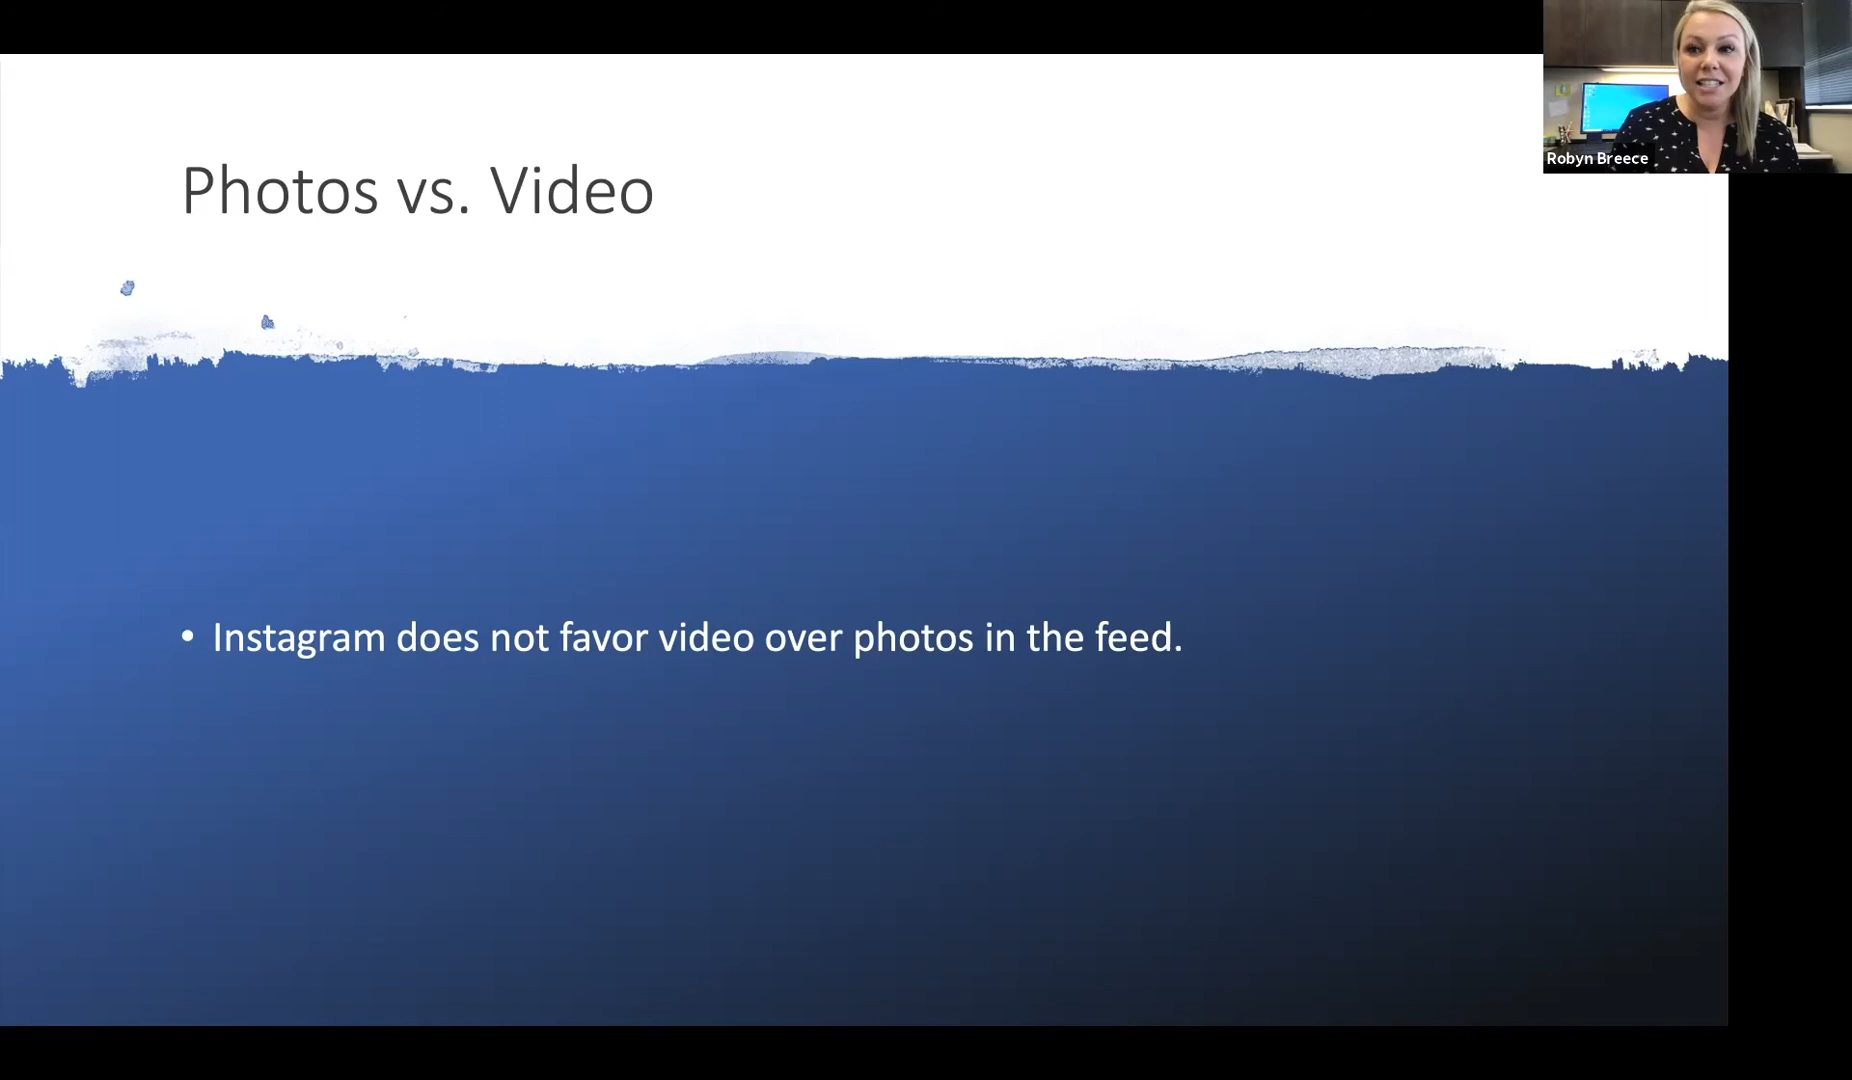 Robyn Breece
Photos vs. Video
• Instagram does not favor video over photos in the feed.